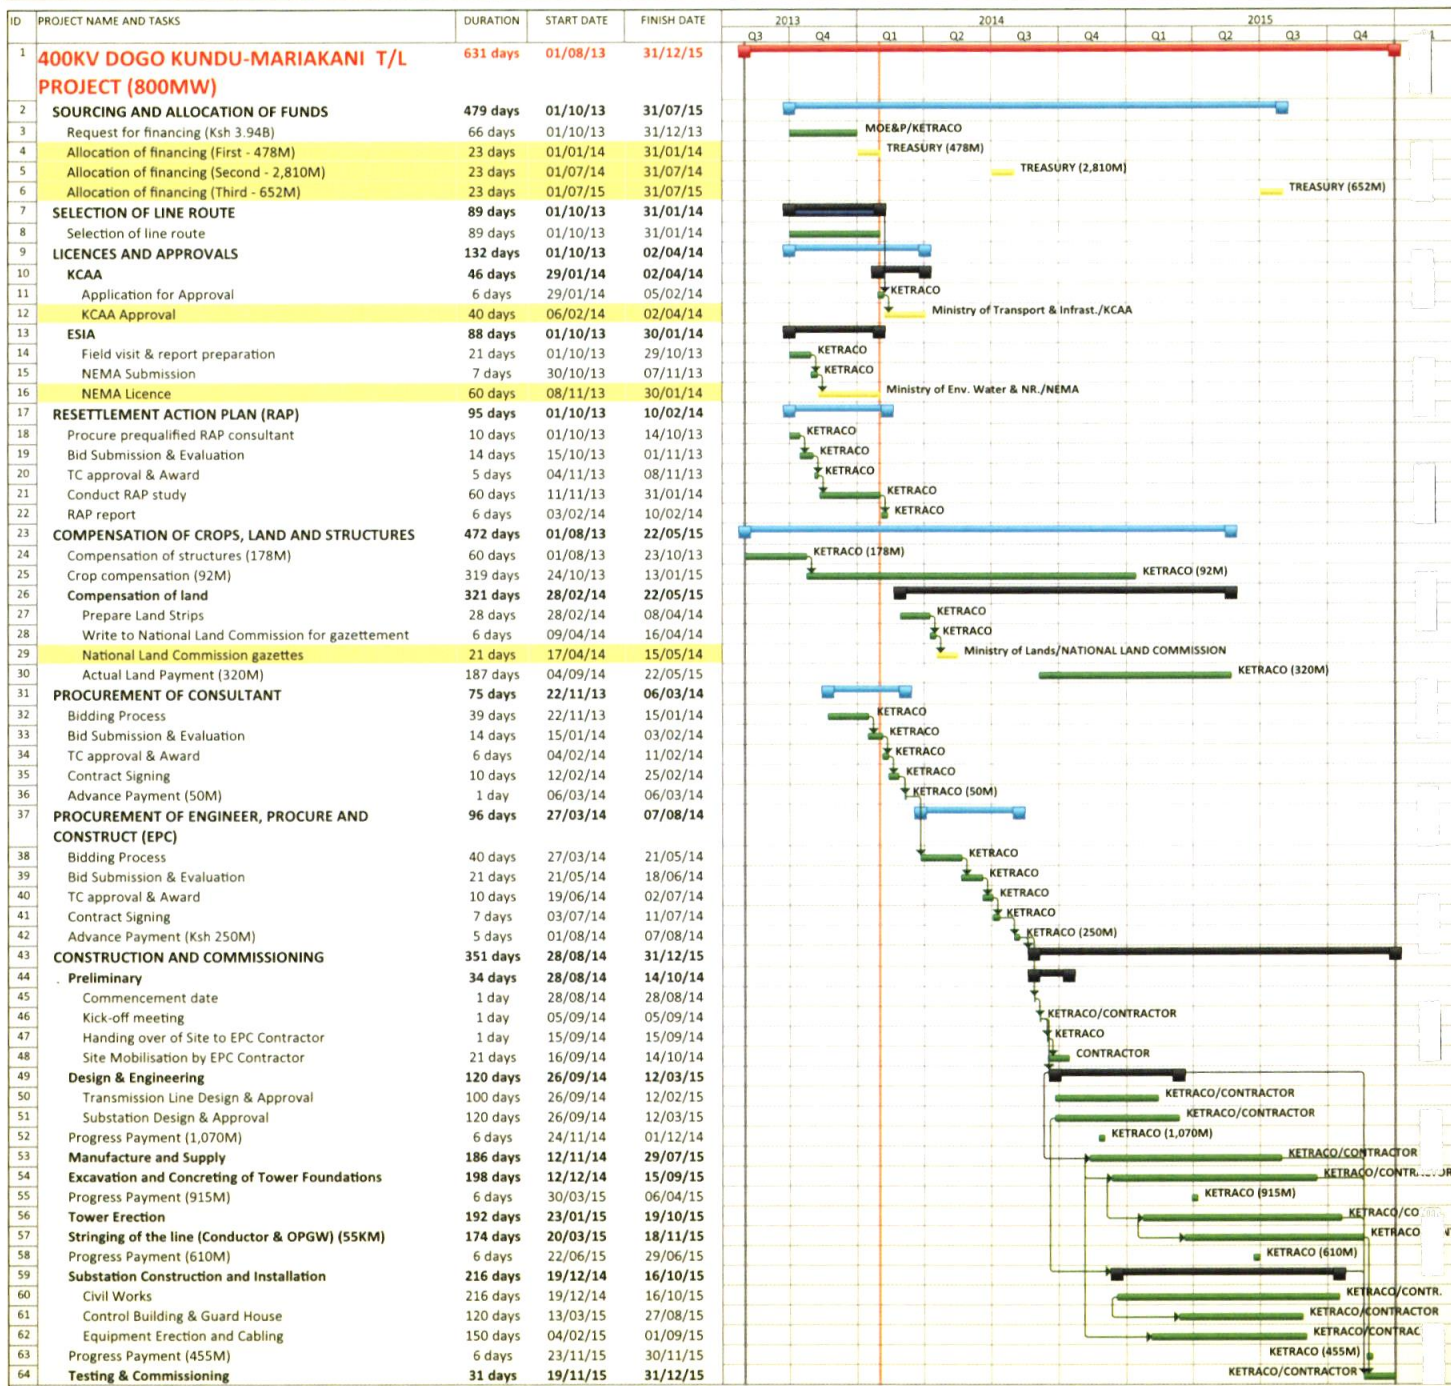 ID PROJECT NAME AND TASKS DURATION START DATE FINISH DATE 2013 2014 2015
Q3 Q4 Q1 Q2 Q3 Q4 Q1 Q2 Q3 Q4
1 400KV DOGO KUNDU-MARIAKANI T/L 631 days 01/08/13 31/12/15
PROJECT (800MW)
2 SOURCING AND ALLOCATION OF FUNDS 479 days 01/10/13 31/07/15
3 Request for financing (Ksh 3.94B) 66 days 01/10/13 31/12/13 MOE&P/KETRACO
4 Allocation of financing (First - 478M) 23 days 01/01/14 31/01/14 TREASURY (478M)
5 Allocation of financing (Second - 2,810M) 23 days 01/07/14 31/07/14 TREASURY (2,810M)
6 Allocation of financing (Third - 652M) 23 days 01/07/15 31/07/15 TREASURY (652M)
7 SELECTION OF LINE ROUTE 89 days 01/10/13 31/01/14
8 Selection of line route 89 days 01/10/13 31/01/14
9 LICENCES AND APPROVALS 132 days 01/10/13 02/04/14
10 KCAA 46 days 29/01/14 02/04/14
11 Application for Approval 6 days 29/01/14 05/02/14 KETRACO
12 KCAA Approval 40 days 06/02/14 02/04/14 Ministry of Transport & Infrast./KCAA
13 ESIA 88 days 01/10/13 30/01/14
14 Field visit & report preparation 21 days 01/10/13 29/10/13 KETRACO
15 NEMA Submission 7 days 30/10/13 07/11/13 KETRACO
16 NEMA Licence 60 days 08/11/13 30/01/14 Ministry of Env. Water & NR./NEMA
17 RESETTLEMENT ACTION PLAN (RAP) 95 days 01/10/13 10/02/14
18 Procure prequalified RAP consultant 10 days 01/10/13 14/10/13 KETRACO
19 Bid Submission & Evaluation 14 days 15/10/13 01/11/13 KETRACO
20 TC approval & Award 5 days 04/11/13 08/11/13 KETRACO
21 Conduct RAP study 60 days 11/11/13 31/01/14 KETRACO
22 RAP report 6 days 03/02/14 10/02/14 KETRACO
23 COMPENSATION OF CROPS, LAND AND STRUCTURES 472 days 01/08/13 22/05/15
24 Compensation of structures (178M) 60 days 01/08/13 23/10/13 KETRACO (178M)
25 Crop compensation (92M) 319 days 24/10/13 13/01/15 KETRACO (92M)
26 Compensation of land 321 days 28/02/14 22/05/15
27 Prepare Land Strips 28 days 28/02/14 08/04/14 KETRACO
28 Write to National Land Commission for gazettement 6 days 09/04/14 16/04/14 KETRACO
29 National Land Commission gazettes 21 days 17/04/14 15/05/14 Ministry of Lands/NATIONAL LAND COMMISSION
30 Actual Land Payment (320M) 187 days 04/09/14 22/05/15 KETRACO (320M)
31 PROCUREMENT OF CONSULTANT 75 days 22/11/13 06/03/14
32 Bidding Process 39 days 22/11/13 15/01/14 KETRACO
33 Bid Submission & Evaluation 14 days 15/01/14 03/02/14 KETRACO
34 TC approval & Award 6 days 04/02/14 11/02/14 KETRACO
35 Contract Signing 10 days 12/02/14 25/02/14 KETRACO
36 Advance Payment (50M) 1 day 06/03/14 06/03/14 KETRACO (50M)
37 PROCUREMENT OF ENGINEER, PROCURE AND 96 days 27/03/14 07/08/14
CONSTRUCT (EPC)
38 Bidding Process 40 days 27/03/14 21/05/14 KETRACO
39 Bid Submission & Evaluation 21 days 21/05/14 18/06/14 KETRACO
40 TC approval & Award 10 days 19/06/14 02/07/14 KETRACO
41 Contract Signing 7 days 03/07/14 11/07/14 KETRACO
42 Advance Payment (Ksh 250M) 5 days 01/08/14 07/08/14 KETRACO (250M)
43 CONSTRUCTION AND COMMISSIONING 351 days 28/08/14 31/12/15
44 Preliminary 34 days 28/08/14 14/10/14
45 Commencement date 1 day 28/08/14 28/08/14
46 Kick-off meeting 1 day 05/09/14 05/09/14 KETRACO/CONTRACTOR
47 Handing over of Site to EPC Contractor 1 day 15/09/14 15/09/14 KETRACO
48 Site Mobilisation by EPC Contractor 21 days 16/09/14 14/10/14 CONTRACTOR
49 Design & Engineering 120 days 26/09/14 12/03/15
50 Transmission Line Design & Approval 100 days 26/09/14 12/02/15 KETRACO/CONTRACTOR
51 Substation Design & Approval 120 days 26/09/14 12/03/15 KETRACO/CONTRACTOR
52 Progress Payment (1,070M) 6 days 24/11/14 01/12/14 KETRACO (1,070M)
53 Manufacture and Supply 186 days 12/11/14 29/07/15 KETRACO/CONTRACTOR
54 Excavation and Concreting of Tower Foundations 198 days 12/12/14 15/09/15 KETRACO/CONTRACTOR
55 Progress Payment (915M) 6 days 30/03/15 06/04/15 KETRACO (915M)
56 Tower Erection 192 days 23/01/15 19/10/15 KETRACO/CO
57 Stringing of the line (Conductor & OPGW) (55KM) 174 days 20/03/15 18/11/15 KETRACO
58 Progress Payment (610M) 6 days 22/06/15 29/06/15 KETRACO (610M)
59 Substation Construction and Installation 216 days 19/12/14 16/10/15
60 Civil Works 216 days 19/12/14 16/10/15 KETRACO/CONTR
61 Control Building & Guard House 120 days 13/03/15 27/08/15 KETRACO/CONTRACTOR
62 Equipment Erection and Cabling 150 days 04/02/15 01/09/15 KETRACO/CONTRAC
63 Progress Payment (455M) 6 days 23/11/15 30/11/15 KETRACO (455M)
64 Testing & Commissioning 31 days 19/11/15 31/12/15 KETRACO/CONTRACTOR